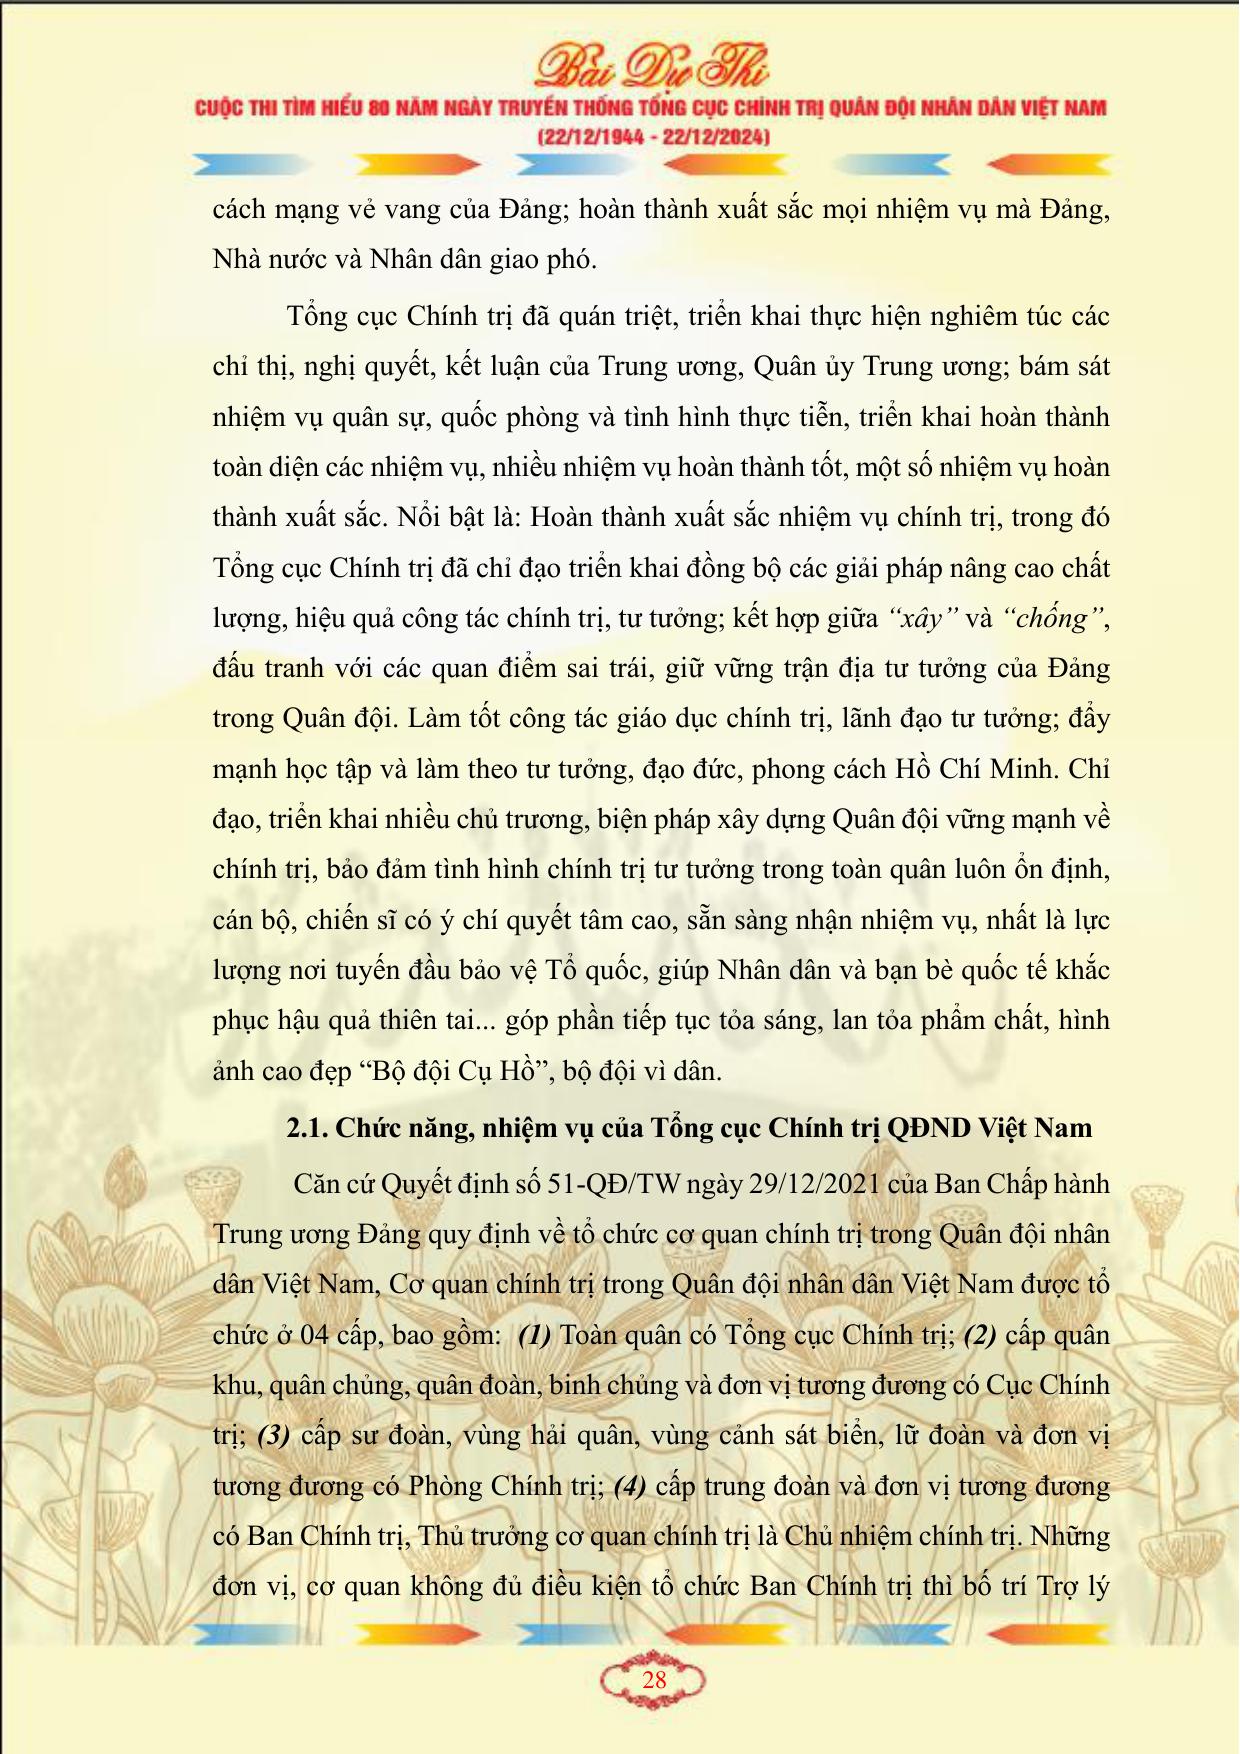 Bài Dự Thi
CUỘC THI TÌM HIỂU 80 NĂM NGÀY TRUYỀN THỐNG TỔNG CỤC CHÍNH TRỊ QUÂN ĐỘI NHÂN DÂN VIỆT NAM
(22/12/1944 - 22/12/2024)
cách mạng vẻ vang của Đảng; hoàn thành xuất sắc mọi nhiệm vụ mà Đảng,
Nhà nước và Nhân dân giao phó.
Tổng cục Chính trị đã quán triệt, triển khai thực hiện nghiêm túc các
chỉ thị, nghị quyết, kết luận của Trung ương, Quân ủy Trung ương; bám sát
nhiệm vụ quân sự, quốc phòng và tình hình thực tiễn, triển khai hoàn thành
toàn diện các nhiệm vụ, nhiều nhiệm vụ hoàn thành tốt, một số nhiệm vụ hoàn
thành xuất sắc. Nổi bật là: Hoàn thành xuất sắc nhiệm vụ chính trị, trong đó
Tổng cục Chính trị đã chỉ đạo triển khai đồng bộ các giải pháp nâng cao chất
lượng, hiệu quả công tác chính trị, tư tưởng; kết hợp giữa “xây” và “chống”,
đấu tranh với các quan điểm sai trái, giữ vững trận địa tư tưởng của Đảng
trong Quân đội. Làm tốt công tác giáo dục chính trị, lãnh đạo tư tưởng; đẩy
mạnh học tập và làm theo tư tưởng, đạo đức, phong cách Hồ Chí Minh. Chỉ
đạo, triển khai nhiều chủ trương, biện pháp xây dựng Quân đội vững mạnh về
chính trị, bảo đảm tình hình chính trị tư tưởng trong toàn quân luôn ổn định,
cán bộ, chiến sĩ có ý chí quyết tâm cao, sẵn sàng nhận nhiệm vụ, nhất là lực
lượng nơi tuyến đầu bảo vệ Tổ quốc, giúp Nhân dân và bạn bè quốc tế khắc
phục hậu quả thiên tai... góp phần tiếp tục tỏa sáng, lan tỏa phẩm chất, hình
ảnh cao đẹp “Bộ đội Cụ Hồ”, bộ đội vì dân.
2.1. Chức năng, nhiệm vụ của Tổng cục Chính trị QĐND Việt Nam
Căn cứ Quyết định số 51-QĐ/TW ngày 29/12/2021 của Ban Chấp hành
Trung ương Đảng quy định về tổ chức cơ quan chính trị trong Quân đội nhân
dân Việt Nam, Cơ quan chính trị trong Quân đội nhân dân Việt Nam được tổ
chức ở 04 cấp, bao gồm: (1) Toàn quân có Tổng cục Chính trị; (2) cấp quân
khu, quân chủng, quân đoàn, binh chủng và đơn vị tương đương có Cục Chính
trị; (3) cấp sư đoàn, vùng hải quân, vùng cảnh sát biển, lữ đoàn và đơn vị
tương đương có Phòng Chính trị; (4) cấp trung đoàn và đơn vị tương đương
có Ban Chính trị, Thủ trưởng cơ quan chính trị là Chủ nhiệm chính trị. Những
đơn vị, cơ quan không đủ điều kiện tổ chức Ban Chính trị thì bố trí Trợ lý
28